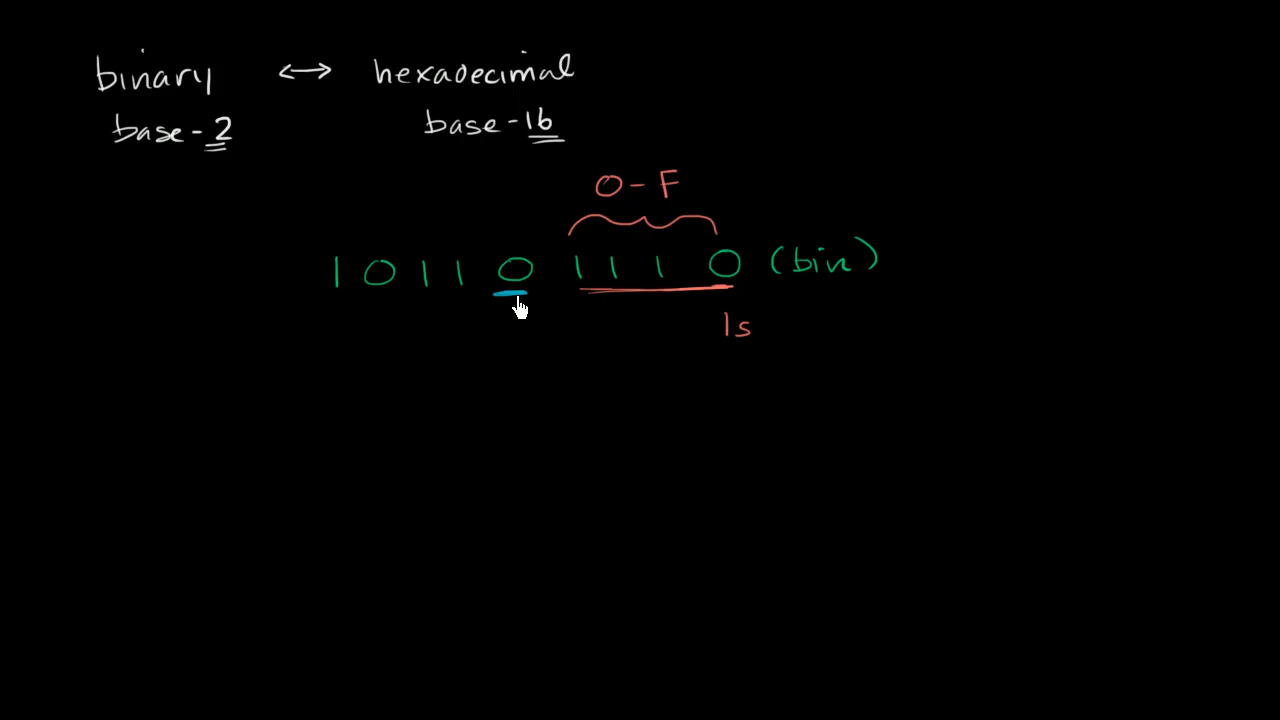 binary ↔ hexadecimal
base-2 base-16
0-F
1 0 1 1 0 1 1 1 0 (bin)
1s